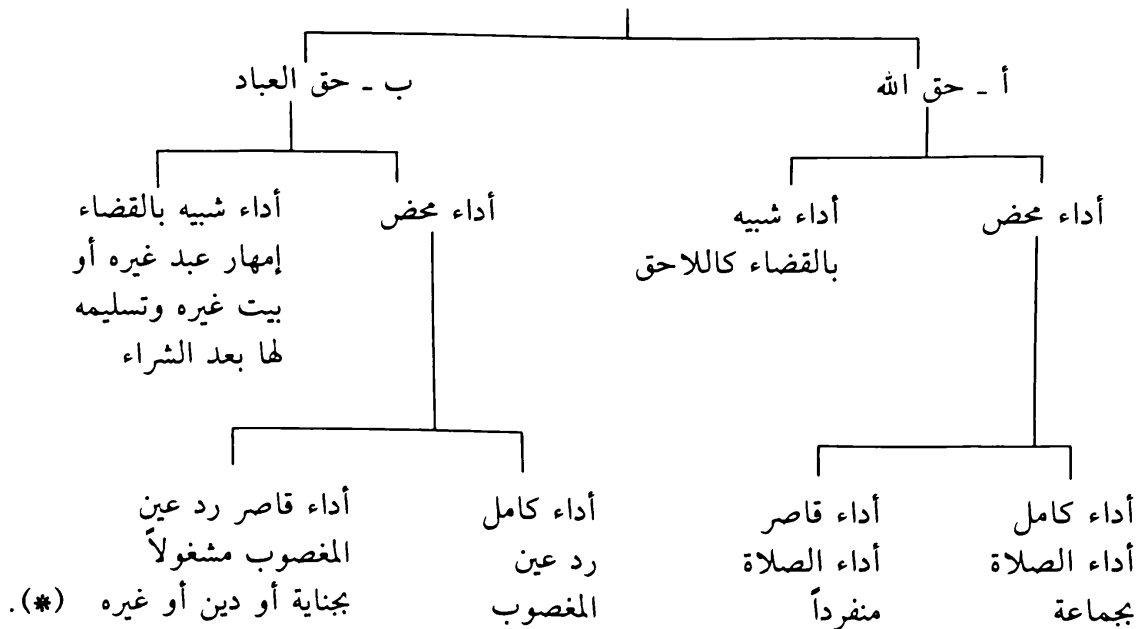 أ - حق الله
ب - حق العباد
أداء محض
أداء شبيه
بالقضاء كاللاحق
أداء محض
أداء شبيه بالقضاء
إمهار عبد غيره أو
بيت غيره وتسليمه
لها بعد الشراء
أداء كامل
أداء الصلاة
بجماعة
أداء قاصر
أداء الصلاة
منفرداً
أداء كامل
رد عين
المغصوب
أداء قاصر رد عين
المغصوب مشغولاً
بجناية أو دين أو غيره (*).